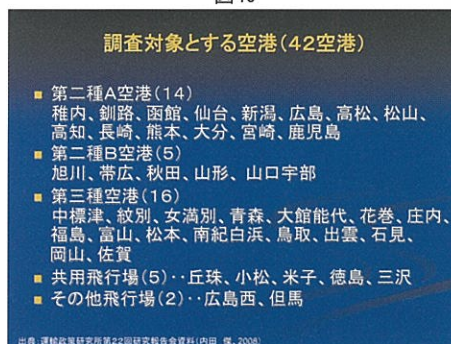 調査対象とする空港(42空港)
■ 第二種A空港(14)
稚内、釧路、函館、仙台、新潟、広島、高松、松山、
高知、長崎、熊本、大分、宮崎、鹿児島
■ 第二種B空港(5)
旭川、帯広、秋田、山形、山口宇部
■ 第三種空港(16)
中標津、紋別、女満別、青森、大館能代、花巻、庄内、
福島、富山、松本、南紀白浜、鳥取、出雲、石見、
岡山、佐賀
■ 共用飛行場(5)‥丘珠、小松、米子、徳島、三沢
■ その他飛行場(2)‥広島西、但馬
出典:運輸政策研究所第22回研究報告会資料(内田 傑、2008)